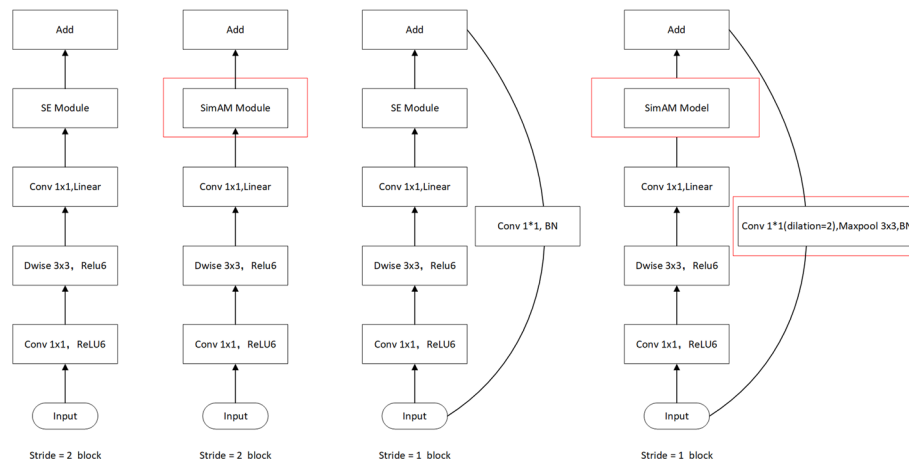 Add
SE Module
Conv 1x1,Linear
Dwise 3x3，Relu6
Conv 1x1，ReLU6
Input
Stride = 2 block
Add
SimAM Module
Conv 1x1,Linear
Dwise 3x3，Relu6
Conv 1x1，ReLU6
Input
Stride = 2 block
Add
SE Module
Conv 1x1,Linear
Dwise 3x3，Relu6
Conv 1x1，ReLU6
Input
Conv 1*1, BN
Stride = 1 block
Add
SimAM Model
Conv 1x1,Linear
Dwise 3x3，Relu6
Conv 1x1，ReLU6
Input
Conv 1*1(dilation=2),Maxpool 3x3,BN
Stride = 1 block